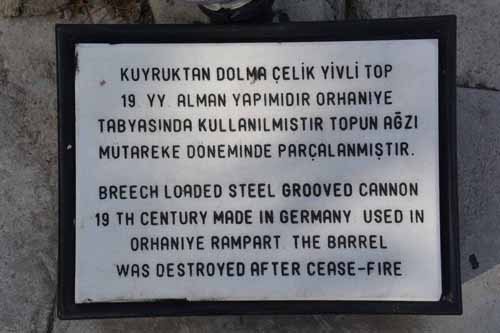 KUYRUKTAN DOLMA ÇELİK YİVLİ TOP
19. YY. ALMAN YAPIMIDIR ORHANİYE
TABYASINDA KULLANILMISTIR TOPUN AĞZI
MÜTAREKE DÖNEMİNDE PARÇALANMIŞTIR.
BREECH LOADED STEEL GROOVED CANNON
19 TH CENTURY MADE IN GERMANY USED IN
ORHANIYE RAMPART. THE BARREL
WAS DESTROYED AFTER CEASE-FIRE